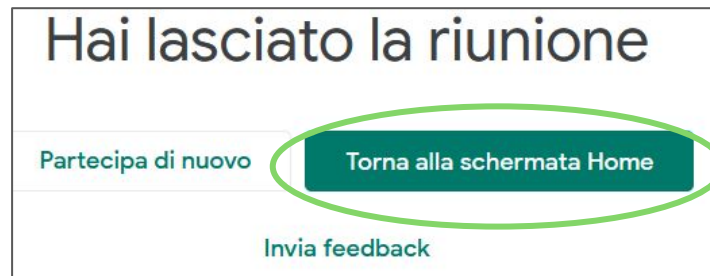 Hai lasciato la riunione
Partecipa di nuovo
Torna alla schermata Home
Invia feedback